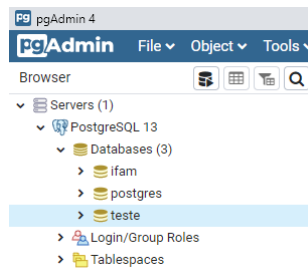 pgAdmin 4
pgAdmin File Object Tools
Browser
Servers (1)
PostgreSQL 13
Databases (3)
ifam
postgres
teste
Login/Group Roles
Tablespaces